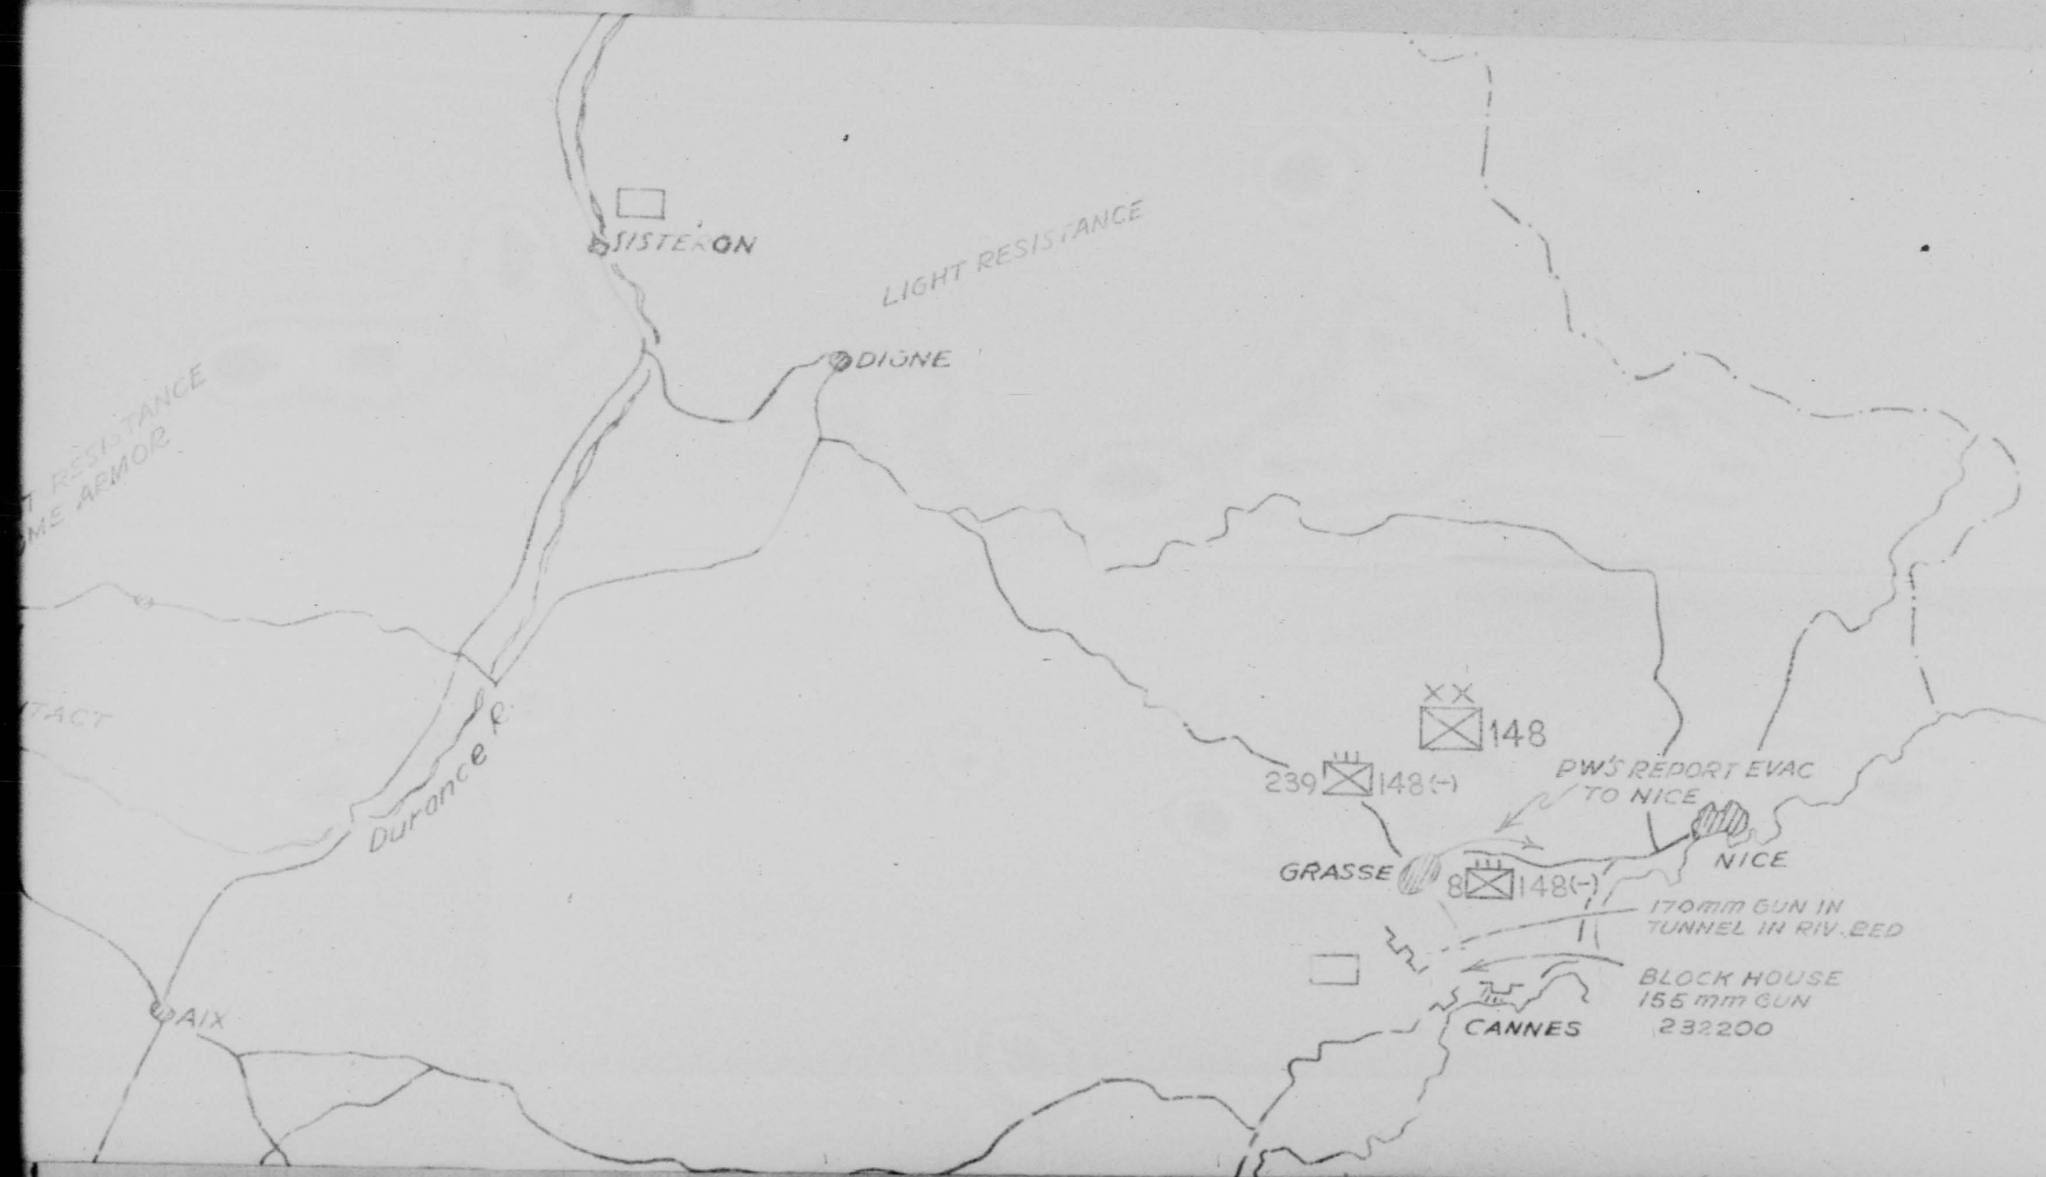 SISTERON
LIGHT RESISTANCE
DIGNE
RESISTANCE
ARMOR
XX
148
TACT
Durance R.
239 148(-)
PW'S REPORT EVAC
TO NICE
NICE
GRASSE
8 148(-)
170mm GUN IN
TUNNEL IN RIV. BED
BLOCK HOUSE
155mm GUN
232200
AIX
CANNES